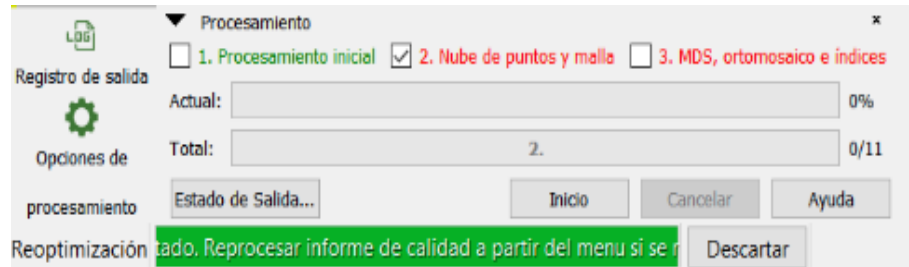 LOG
Procesamiento
x
1. Procesamiento inicial 2. Nube de puntos y malla 3. MDS, ortomosaico e índices
Registro de salida
Actual: 0%
Total: 2. 0/11
Opciones de
procesamiento
Estado de Salida... Inicio Cancelar Ayuda
Reoptimización tado. Reprocesar informe de calidad a partir del menu si se Descartar